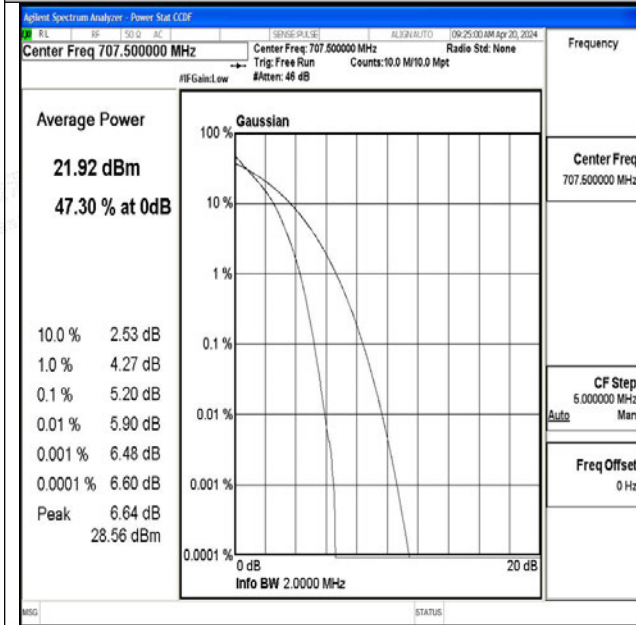 Agilent Spectrum Analyzer - Power Stat CCDF
RL RF 50 Ω AC SENSE:PULSE ALIGNAUTO 09:25:00 AM Apr 20, 2024
Center Freq 707.500000 MHz
Center Freq: 707.500000 MHz Radio Std: None
Trig: Free Run Counts:10.0 M/10.0 Mpt
#IFGain:Low #Atten: 46 dB
Frequency
Average Power
21.92 dBm
47.30 % at 0dB
10.0 % 2.53 dB
1.0 % 4.27 dB
0.1 % 5.20 dB
0.01 % 5.90 dB
0.001 % 6.48 dB
0.0001 % 6.60 dB
Peak 6.64 dB
28.56 dBm
Gaussian
100 %
10 %
1 %
0.1 %
0.01 %
0.001 %
0.0001 %
0 dB 20 dB
Info BW 2.0000 MHz
Center Freq
707.500000 MHz
CF Step
5.000000 MHz
Auto Man
Freq Offset
0 Hz
MSG STATUS